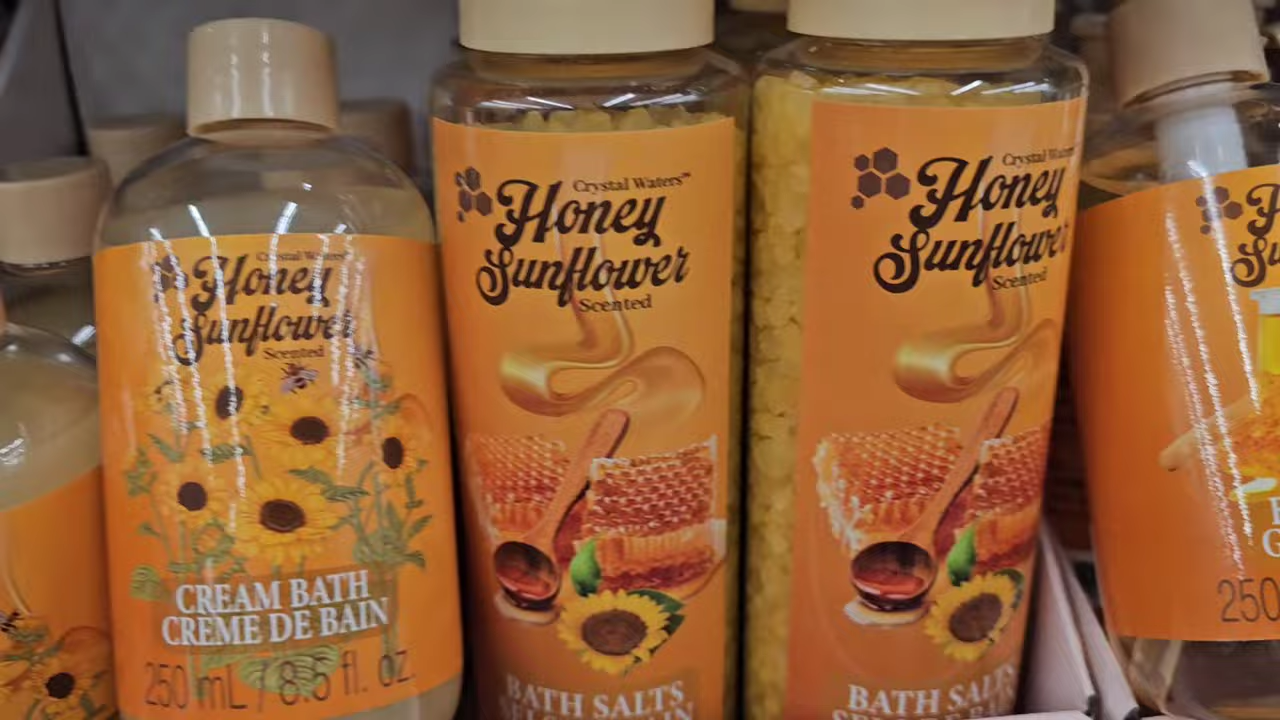 Crystal Waters
Honey
Sunflower
Scented
CREAM BATH
CREME DE BAIN
250 mL / 8.5 fl. oz.
Crystal Waters™
Honey
Sunflower
Scented
BATH SALTS
Crystal Waters
Honey
Sunflower
Scented
BATH SALTS
250